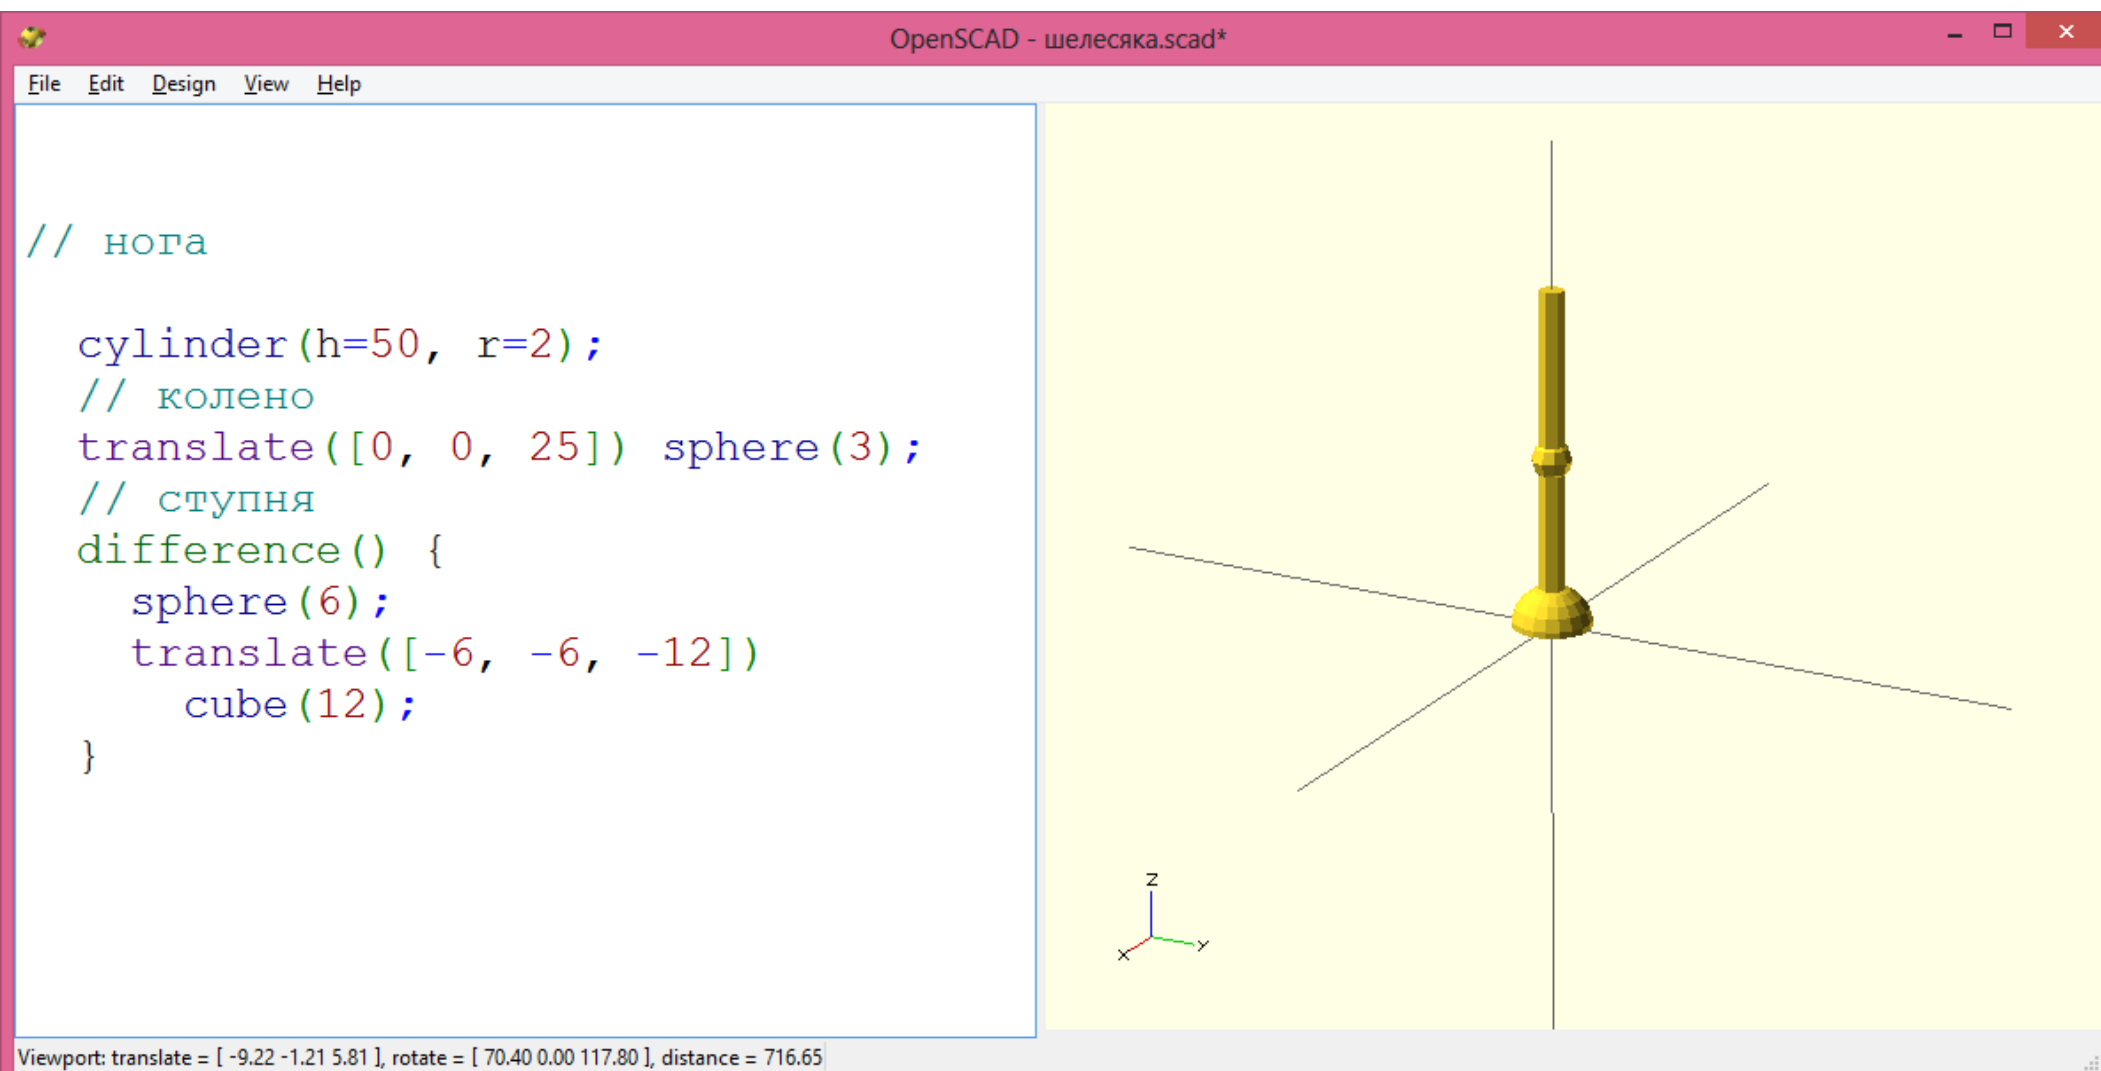 OpenSCAD - шелесяка.scad*
File Edit Design View Help
// нога
cylinder(h=50, r=2);
// колено
translate([0, 0, 25]) sphere(3);
// ступня
difference() {
sphere(6);
translate([-6, -6, -12])
cube(12);
}
Z
X
Y
Viewport: translate = [ -9.22 -1.21 5.81 ], rotate = [ 70.40 0.00 117.80 ], distance = 716.65